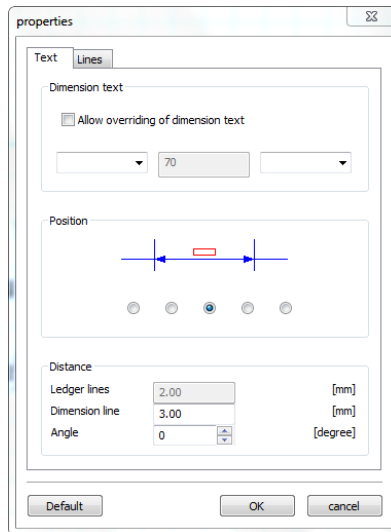 properties
Text Lines
Dimension text
Allow overriding of dimension text
70
Position
Distance
Ledger lines 2.00 [mm]
Dimension line 3.00 [mm]
Angle 0 [degree]
Default OK cancel